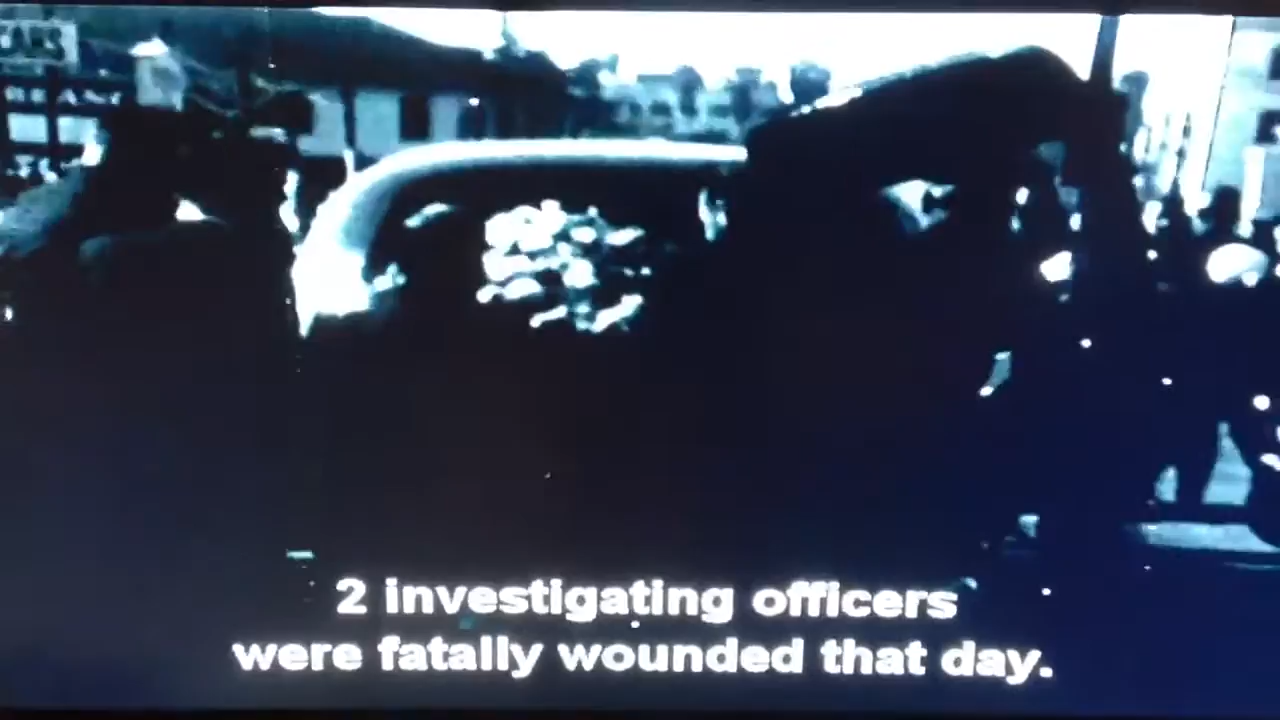 2 investigating officers
were fatally wounded that day.